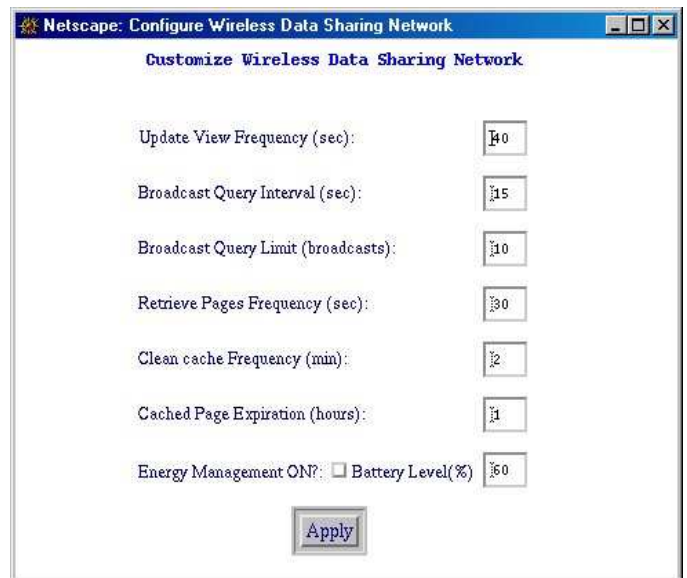 Netscape: Configure Wireless Data Sharing Network
Customize Wireless Data Sharing Network
Update View Frequency (sec): 40
Broadcast Query Interval (sec): 15
Broadcast Query Limit (broadcasts): 10
Retrieve Pages Frequency (sec): 30
Clean cache Frequency (min): 2
Cached Page Expiration (hours): 1
Energy Management ON?: Battery Level(%) 60
Apply